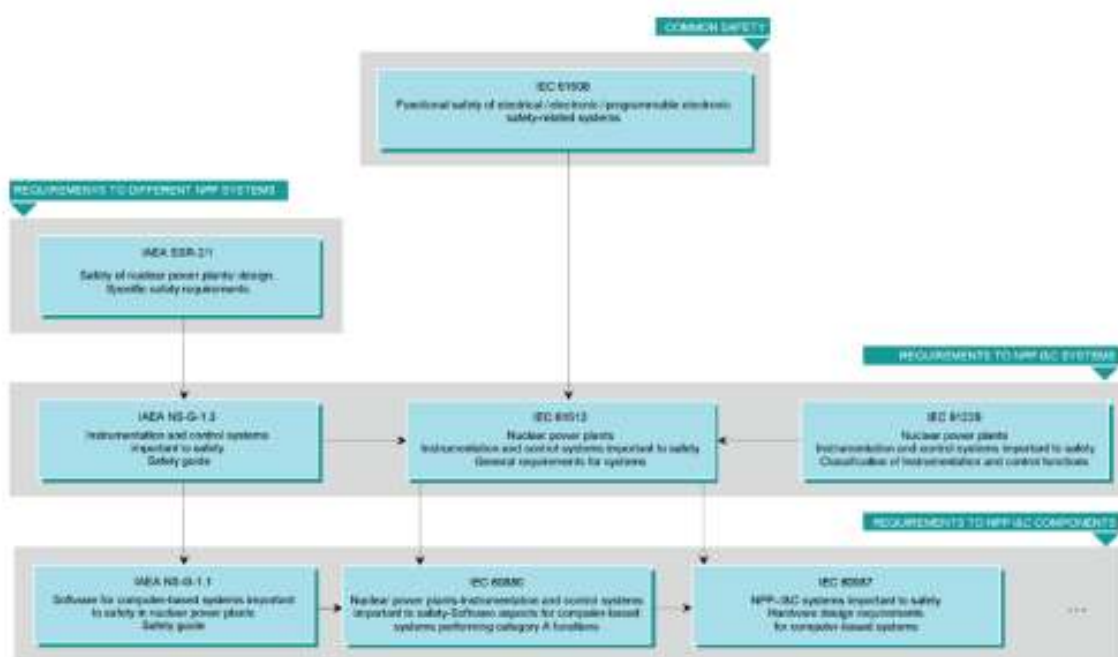 COMMON SAFETY
IEC 61508
Functional safety of electrical / electronic / programmable electronic
safety-related systems
REQUIREMENTS TO DIFFERENT NPP SYSTEMS
IAEA SSR-2/1
Safety of nuclear power plants: design.
Specific safety requirements
REQUIREMENTS TO NPP I&C SYSTEMS
IAEA NS-G-1.3
Instrumentation and control systems
important to safety
Safety guide
IEC 61513
Nuclear power plants
Instrumentation and control systems important to safety
General requirements for systems
IEC 61226
Nuclear power plants
Instrumentation and control systems important to safety
Classification of Instrumentation and control functions
REQUIREMENTS TO NPP I&C COMPONENTS
IAEA NS-G-1.1
Software for computer-based systems important
to safety in nuclear power plants
Safety guide
IEC 60880
Nuclear power plants-Instrumentation and control systems
important to safety-Software aspects for computer-based
systems performing category A functions
IEC 60987
NPP-I&C systems important to safety
Hardware design requirements
for computer-based systems
...